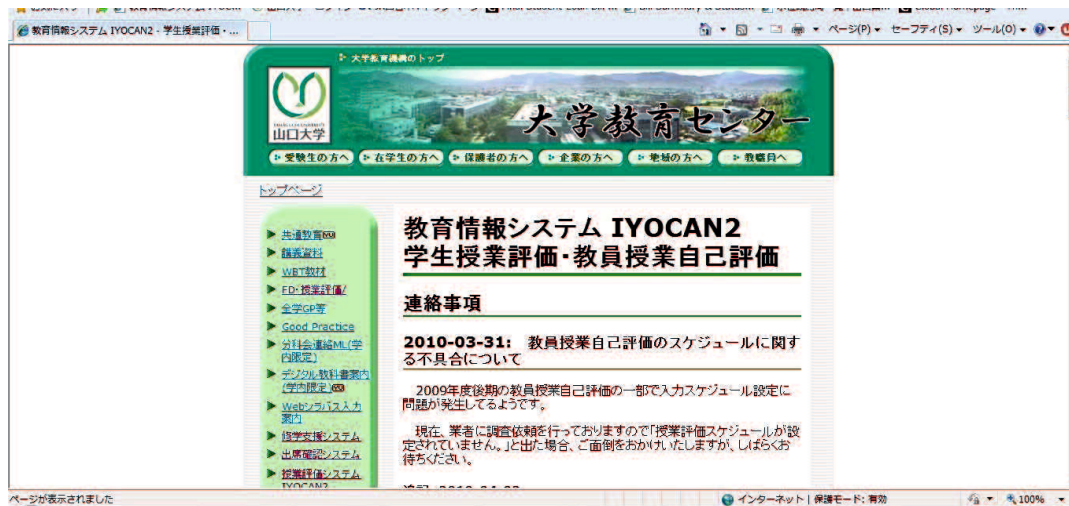 教育情報システム IYOCAN2 - 学生授業評価・...
ページ(P) セーフティ(S) ツール(O)
大学教育機構のトップ
山口大学
大学教育センター
受験生の方へ 在学生の方へ 保護者の方へ 企業の方へ 地域の方へ 教職員へ
トップページ
共通教育
講義資料
WBT教材
FD・授業評価/
全学GP等
Good Practice
分科会連絡ML(学
内限定)
デジタル教科書案内
(学内限定)
Webシラバス入力
案内
修学支援システム
出席確認システム
授業評価システム
IYOCAN2
教育情報システム IYOCAN2
学生授業評価・教員授業自己評価
連絡事項
2010-03-31: 教員授業自己評価のスケジュールに関す
る不具合について
2009年度後期の教員授業自己評価の一部で入力スケジュール設定に
問題が発生してるようです。
現在、業者に調査依頼を行っておりますので「授業評価スケジュールが設
定されていません。」と出た場合、ご面倒をおかけいたしますが、しばらくお
待ちください。
ページが表示されました
インターネット | 保護モード: 有効
100%